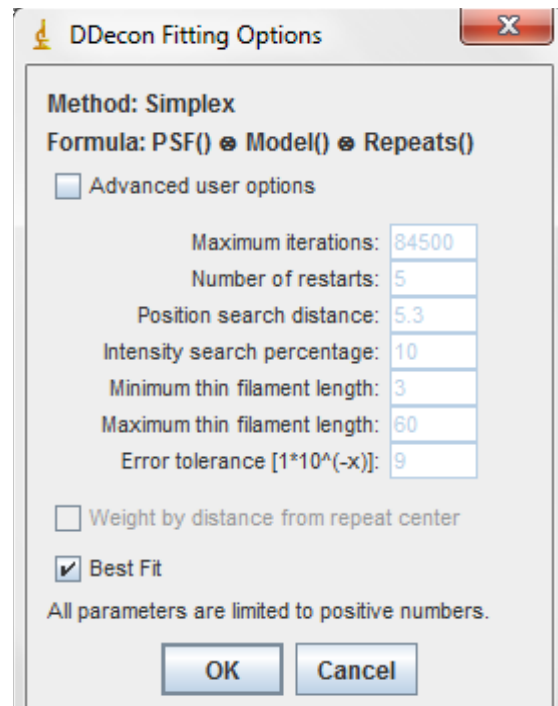 DDecon Fitting Options
Method: Simplex
Formula: PSF() ⊗ Model() ⊗ Repeats()
Advanced user options
Maximum iterations: 84500
Number of restarts: 5
Position search distance: 5.3
Intensity search percentage: 10
Minimum thin filament length: 3
Maximum thin filament length: 60
Error tolerance [1*10^(-x)]: 9
Weight by distance from repeat center
Best Fit
All parameters are limited to positive numbers.
OK Cancel